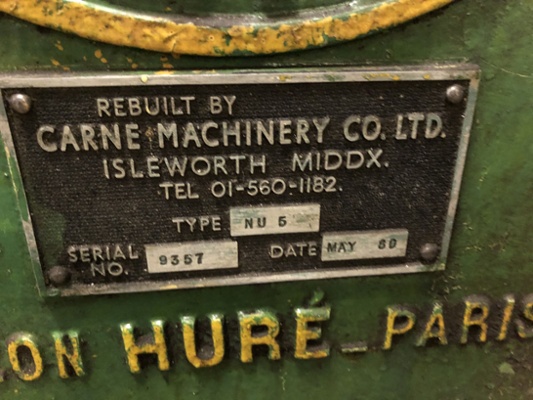 REBUILT BY
CARNE MACHINERY CO. LTD.
ISLEWORTH MIDDX.
TEL 01-560-1182.
TYPE NU 5
SERIAL NO. 9357
DATE MAY 80
HURÉ_PARIS